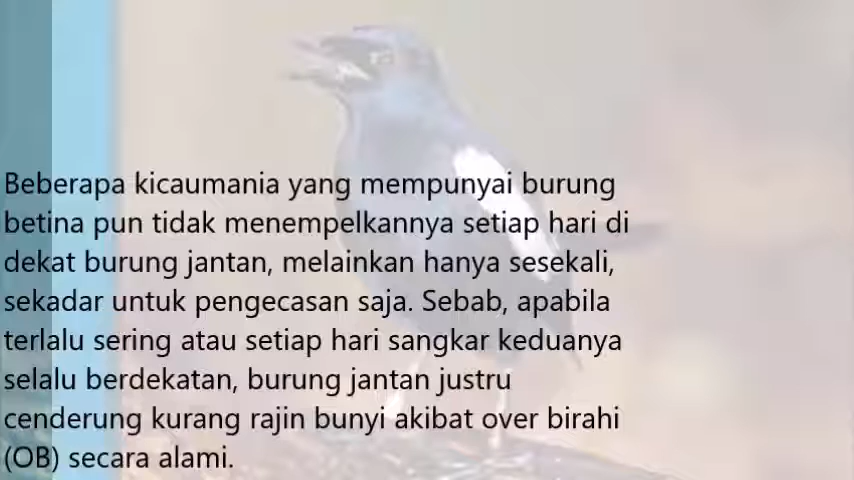 Beberapa kicaumania yang mempunyai burung
betina pun tidak menempelkannya setiap hari di
dekat burung jantan, melainkan hanya sesekali,
sekadar untuk pengecasan saja. Sebab, apabila
terlalu sering atau setiap hari sangkar keduanya
selalu berdekatan, burung jantan justru
cenderung kurang rajin bunyi akibat over birahi
(OB) secara alami.